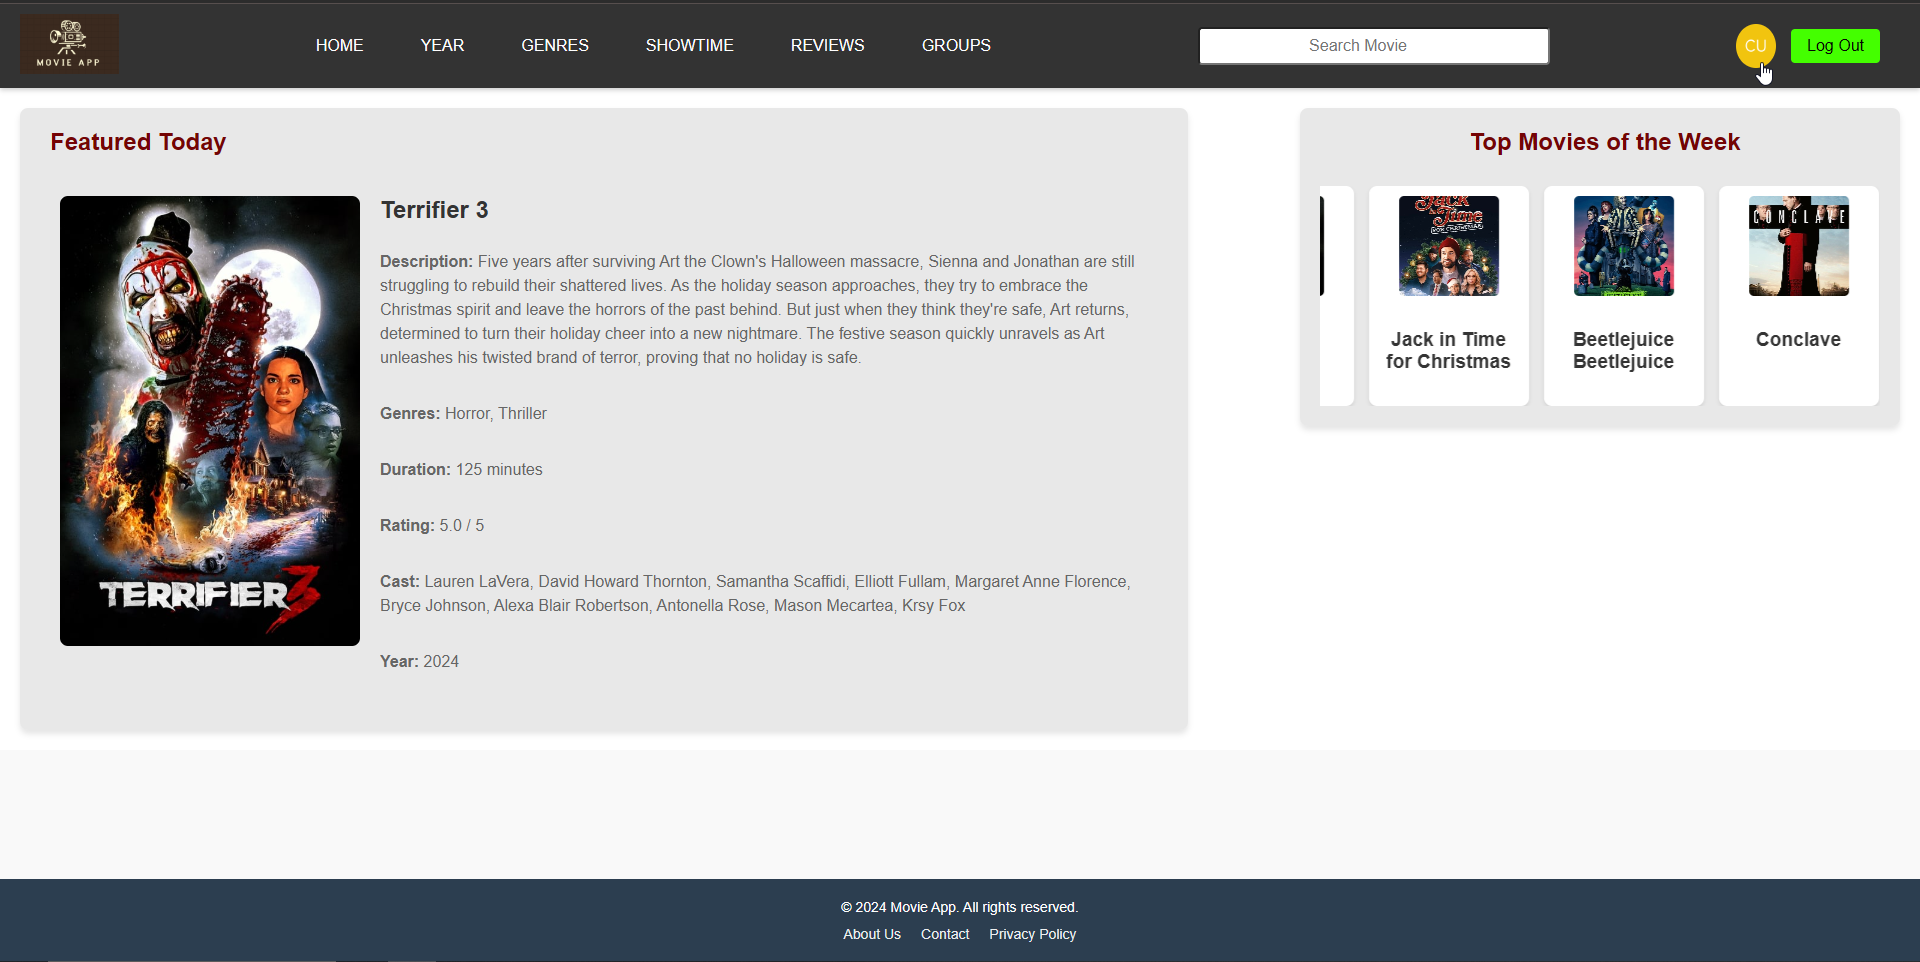 MOVIE APP
HOME YEAR GENRES SHOWTIME REVIEWS GROUPS
Search Movie
CU
Log Out
Featured Today
TERRIFIER 3
Terrifier 3
Description: Five years after surviving Art the Clown's Halloween massacre, Sienna and Jonathan are still
struggling to rebuild their shattered lives. As the holiday season approaches, they try to embrace the
Christmas spirit and leave the horrors of the past behind. But just when they think they're safe, Art returns,
determined to turn their holiday cheer into a new nightmare. The festive season quickly unravels as Art
unleashes his twisted brand of terror, proving that no holiday is safe.
Genres: Horror, Thriller
Duration: 125 minutes
Rating: 5.0 / 5
Cast: Lauren LaVera, David Howard Thornton, Samantha Scaffidi, Elliott Fullam, Margaret Anne Florence,
Bryce Johnson, Alexa Blair Robertson, Antonella Rose, Mason Mecartea, Krsy Fox
Year: 2024
Top Movies of the Week
Jack in Time
FOR CHRISTMAS
Jack in Time
for Christmas
Beetlejuice
Beetlejuice
CONCLAVE
Conclave
© 2024 Movie App. All rights reserved.
About Us Contact Privacy Policy